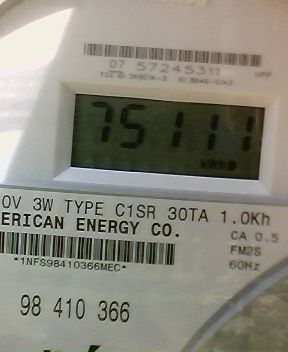 07 57245311 HPP
75111
kWh
0V 3W TYPE C1SR 30TA 1.0Kh
ERICAN ENERGY CO.
CA 0.5
FM2S
60Hz
*1NFS98410366MEC*
98 410 366